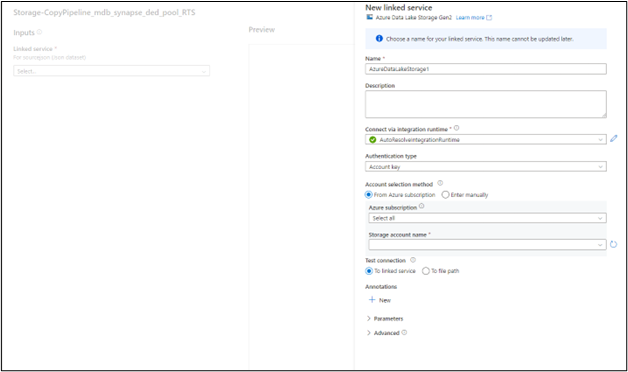 Storage-CopyPipeline_mdb_synapse_ded_pool_RTS
Inputs
Linked service *
For sourcejson (Json dataset)
Select...
Preview
New linked service
Azure Data Lake Storage Gen2 Learn more
Choose a name for your linked service. This name cannot be updated later.
Name *
AzureDataLakeStorage1
Description
Connect via integration runtime *
AutoResolveIntegrationRuntime
Authentication type
Account key
Account selection method
From Azure subscription Enter manually
Azure subscription
Select all
Storage account name *
Test connection
To linked service To file path
Annotations
New
Parameters
Advanced